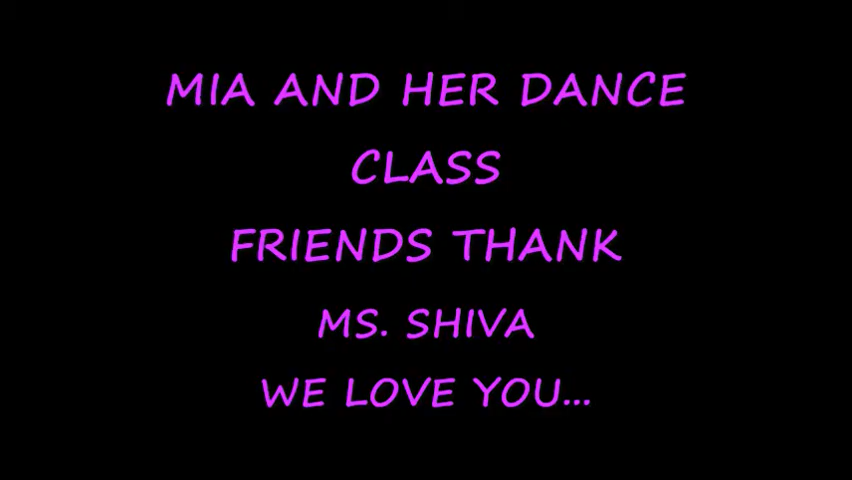 MIA AND HER DANCE
CLASS
FRIENDS THANK
MS. SHIVA
WE LOVE YOU...